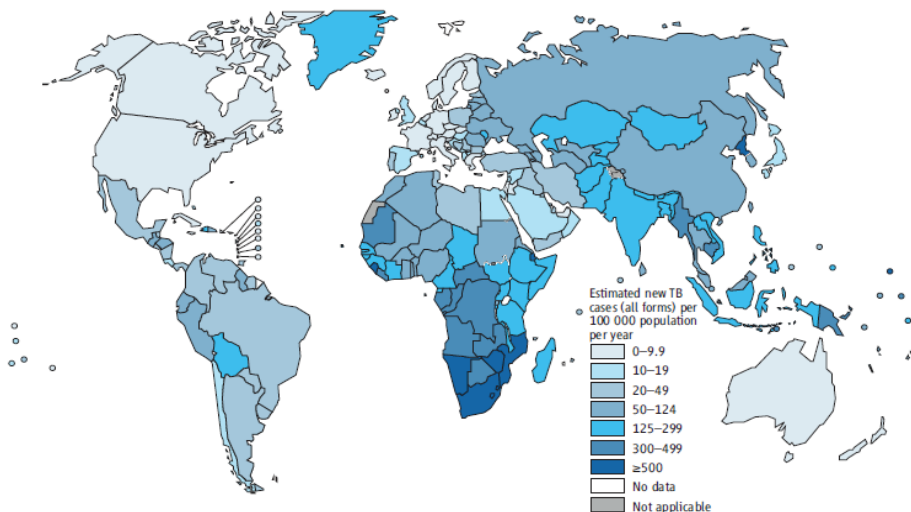 Estimated new TB
cases (all forms) per
100 000 population
per year
0–9.9
10–19
20–49
50–124
125–299
300–499
≥500
No data
Not applicable